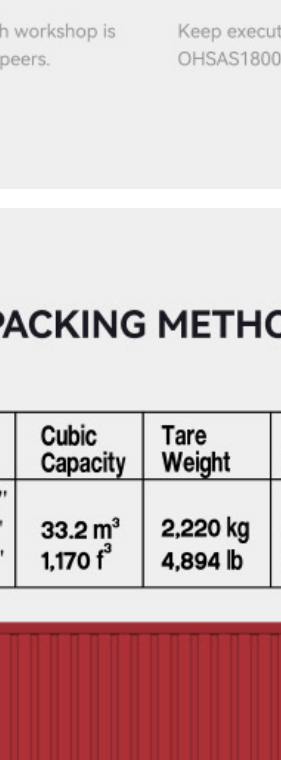 h workshop is
peers.
Keep execut
OHSAS1800
PACKING METHO
Cubic
Capacity
Tare
Weight
"
33.2 m³
1,170 f³
2,220 kg
4,894 lb